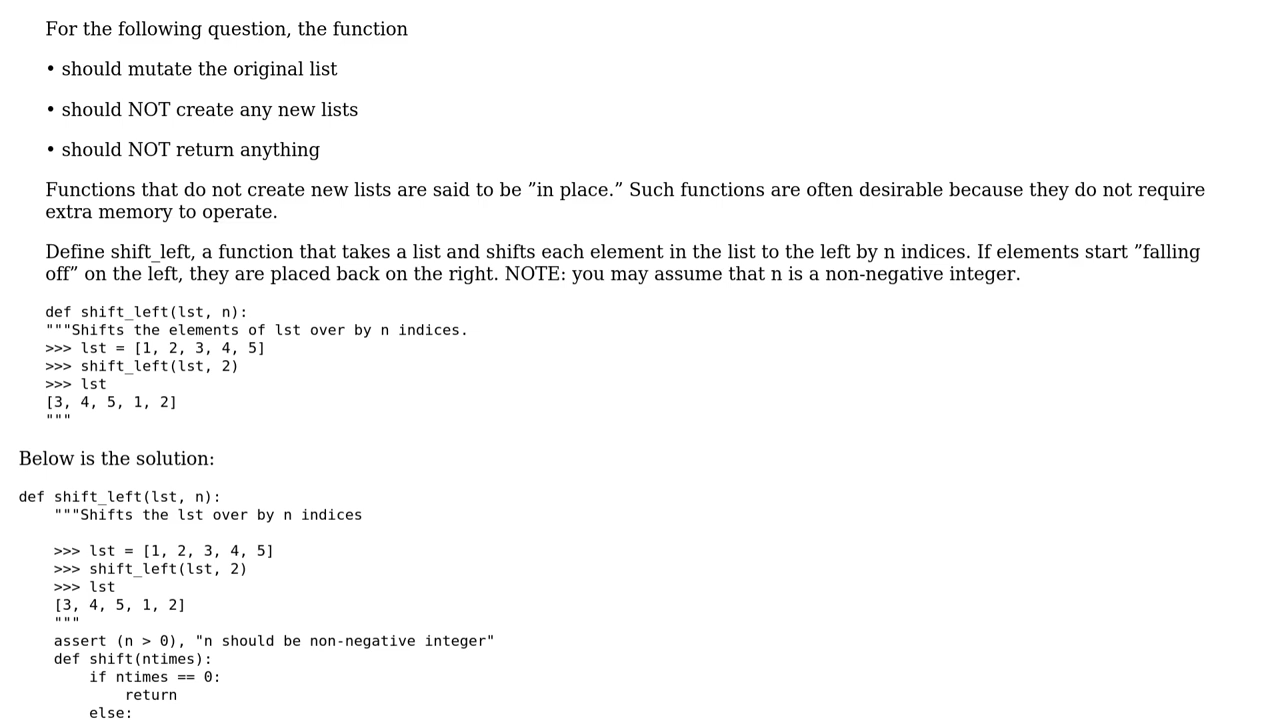 For the following question, the function
• should mutate the original list
• should NOT create any new lists
• should NOT return anything
Functions that do not create new lists are said to be ”in place.” Such functions are often desirable because they do not require
extra memory to operate.
Define shift_left, a function that takes a list and shifts each element in the list to the left by n indices. If elements start ”falling
off” on the left, they are placed back on the right. NOTE: you may assume that n is a non-negative integer.
def shift_left(lst, n):
"""Shifts the elements of lst over by n indices.
>>> lst = [1, 2, 3, 4, 5]
>>> shift_left(lst, 2)
>>> lst
[3, 4, 5, 1, 2]
"""
Below is the solution:
def shift_left(lst, n):
    """Shifts the lst over by n indices
    >>> lst = [1, 2, 3, 4, 5]
    >>> shift_left(lst, 2)
    >>> lst
    [3, 4, 5, 1, 2]
    """
    assert (n > 0), "n should be non-negative integer"
    def shift(ntimes):
        if ntimes == 0:
            return
        else: